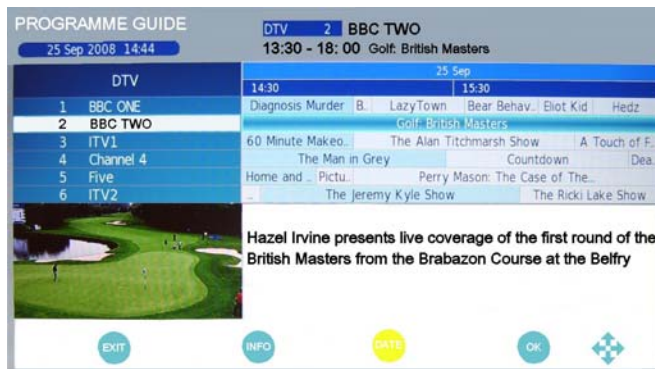 PROGRAMME GUIDE
DTV 2 BBC TWO
25 Sep 2008 14:44
13:30 - 18: 00 Golf: British Masters
DTV
25 Sep
14:30 15:30
1 BBC ONE Diagnosis Murder B.. LazyTown Bear Behav.. Eliot Kid Hedz
2 BBC TWO Golf: British Masters
3 ITV1 60 Minute Makeo.. The Alan Titchmarsh Show A Touch of F..
4 Channel 4 The Man in Grey Countdown Dea..
5 Five Home and .. Pictu.. Perry Mason: The Case of The...
6 ITV2 .. The Jeremy Kyle Show The Ricki Lake Show
Hazel Irvine presents live coverage of the first round of the
British Masters from the Brabazon Course at the Belfry
EXIT INFO DATE OK